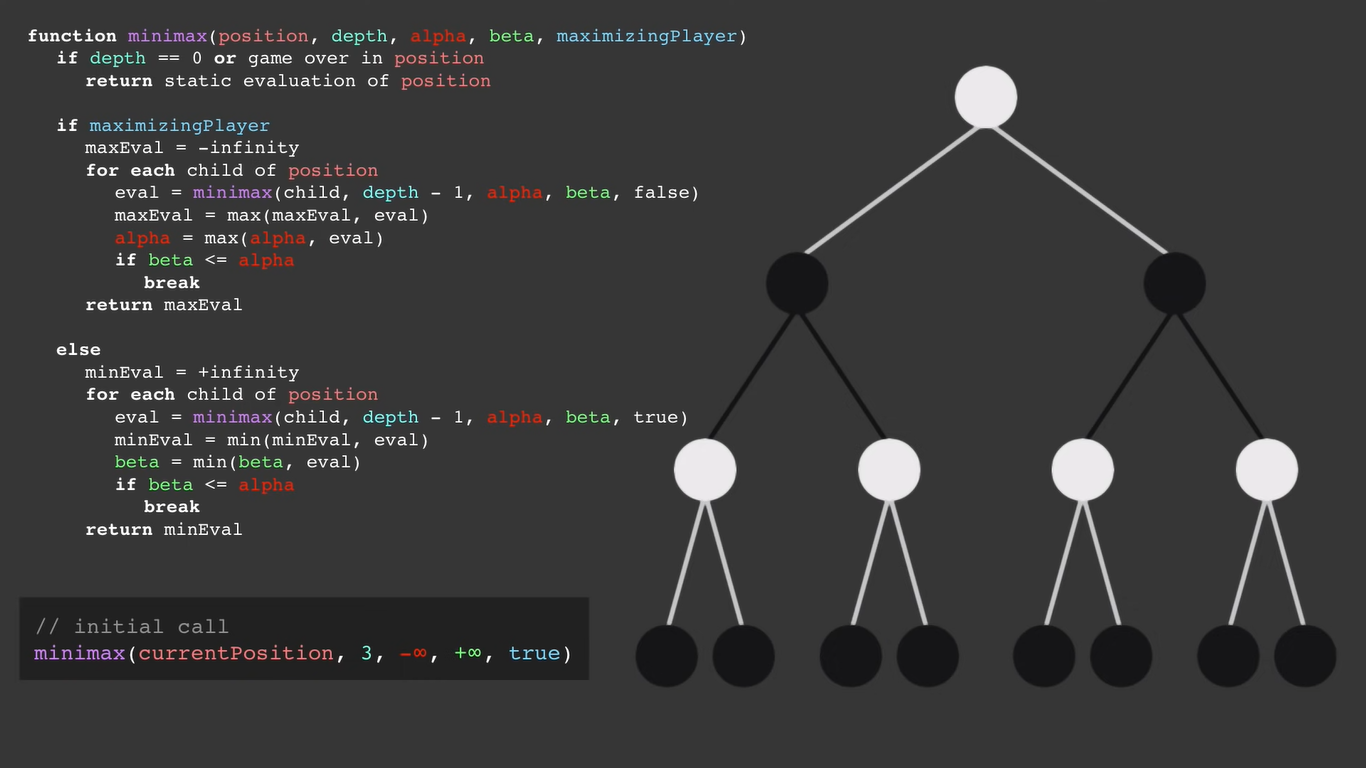 function minimax(position, depth, alpha, beta, maximizingPlayer)
if depth == 0 or game over in position
return static evaluation of position
if maximizingPlayer
maxEval = -infinity
for each child of position
eval = minimax(child, depth - 1, alpha, beta, false)
maxEval = max(maxEval, eval)
alpha = max(alpha, eval)
if beta <= alpha
break
return maxEval
else
minEval = +infinity
for each child of position
eval = minimax(child, depth - 1, alpha, beta, true)
minEval = min(minEval, eval)
beta = min(beta, eval)
if beta <= alpha
break
return minEval
// initial call
minimax(currentPosition, 3, -∞, +∞, true)